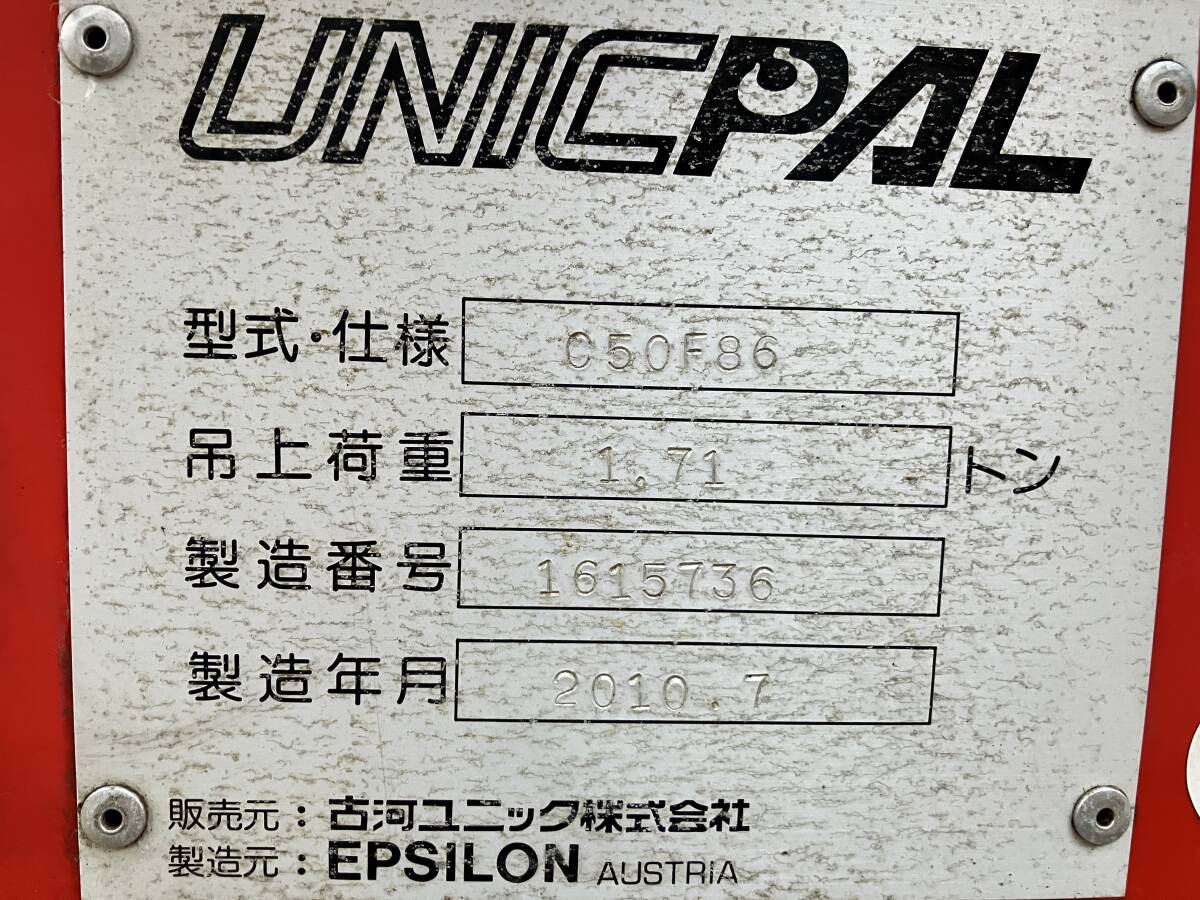 UNICPAL
型式・仕様 C50F86
吊上荷重 1.71 トン
製造番号 1615736
製造年月 2010.7
販売元：古河ユニック株式会社
製造元：EPSILON AUSTRIA